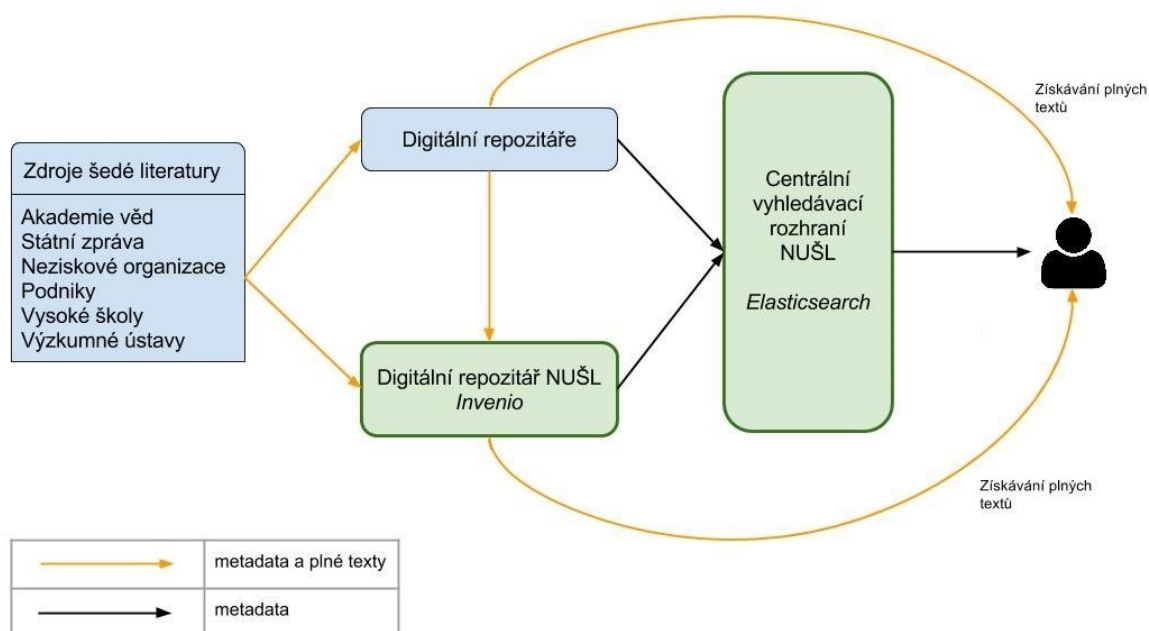 Zdroje šedé literatury
Akademie věd
Státní zpráva
Neziskové organizace
Podniky
Vysoké školy
Výzkumné ústavy
Digitální repozitáře
Digitální repozitář NUŠL
Invenio
Centrální
vyhledávací
rozhraní
NUŠL
Elasticsearch
Získávání plných
textů
Získávání plných
textů
metadata a plné texty
metadata